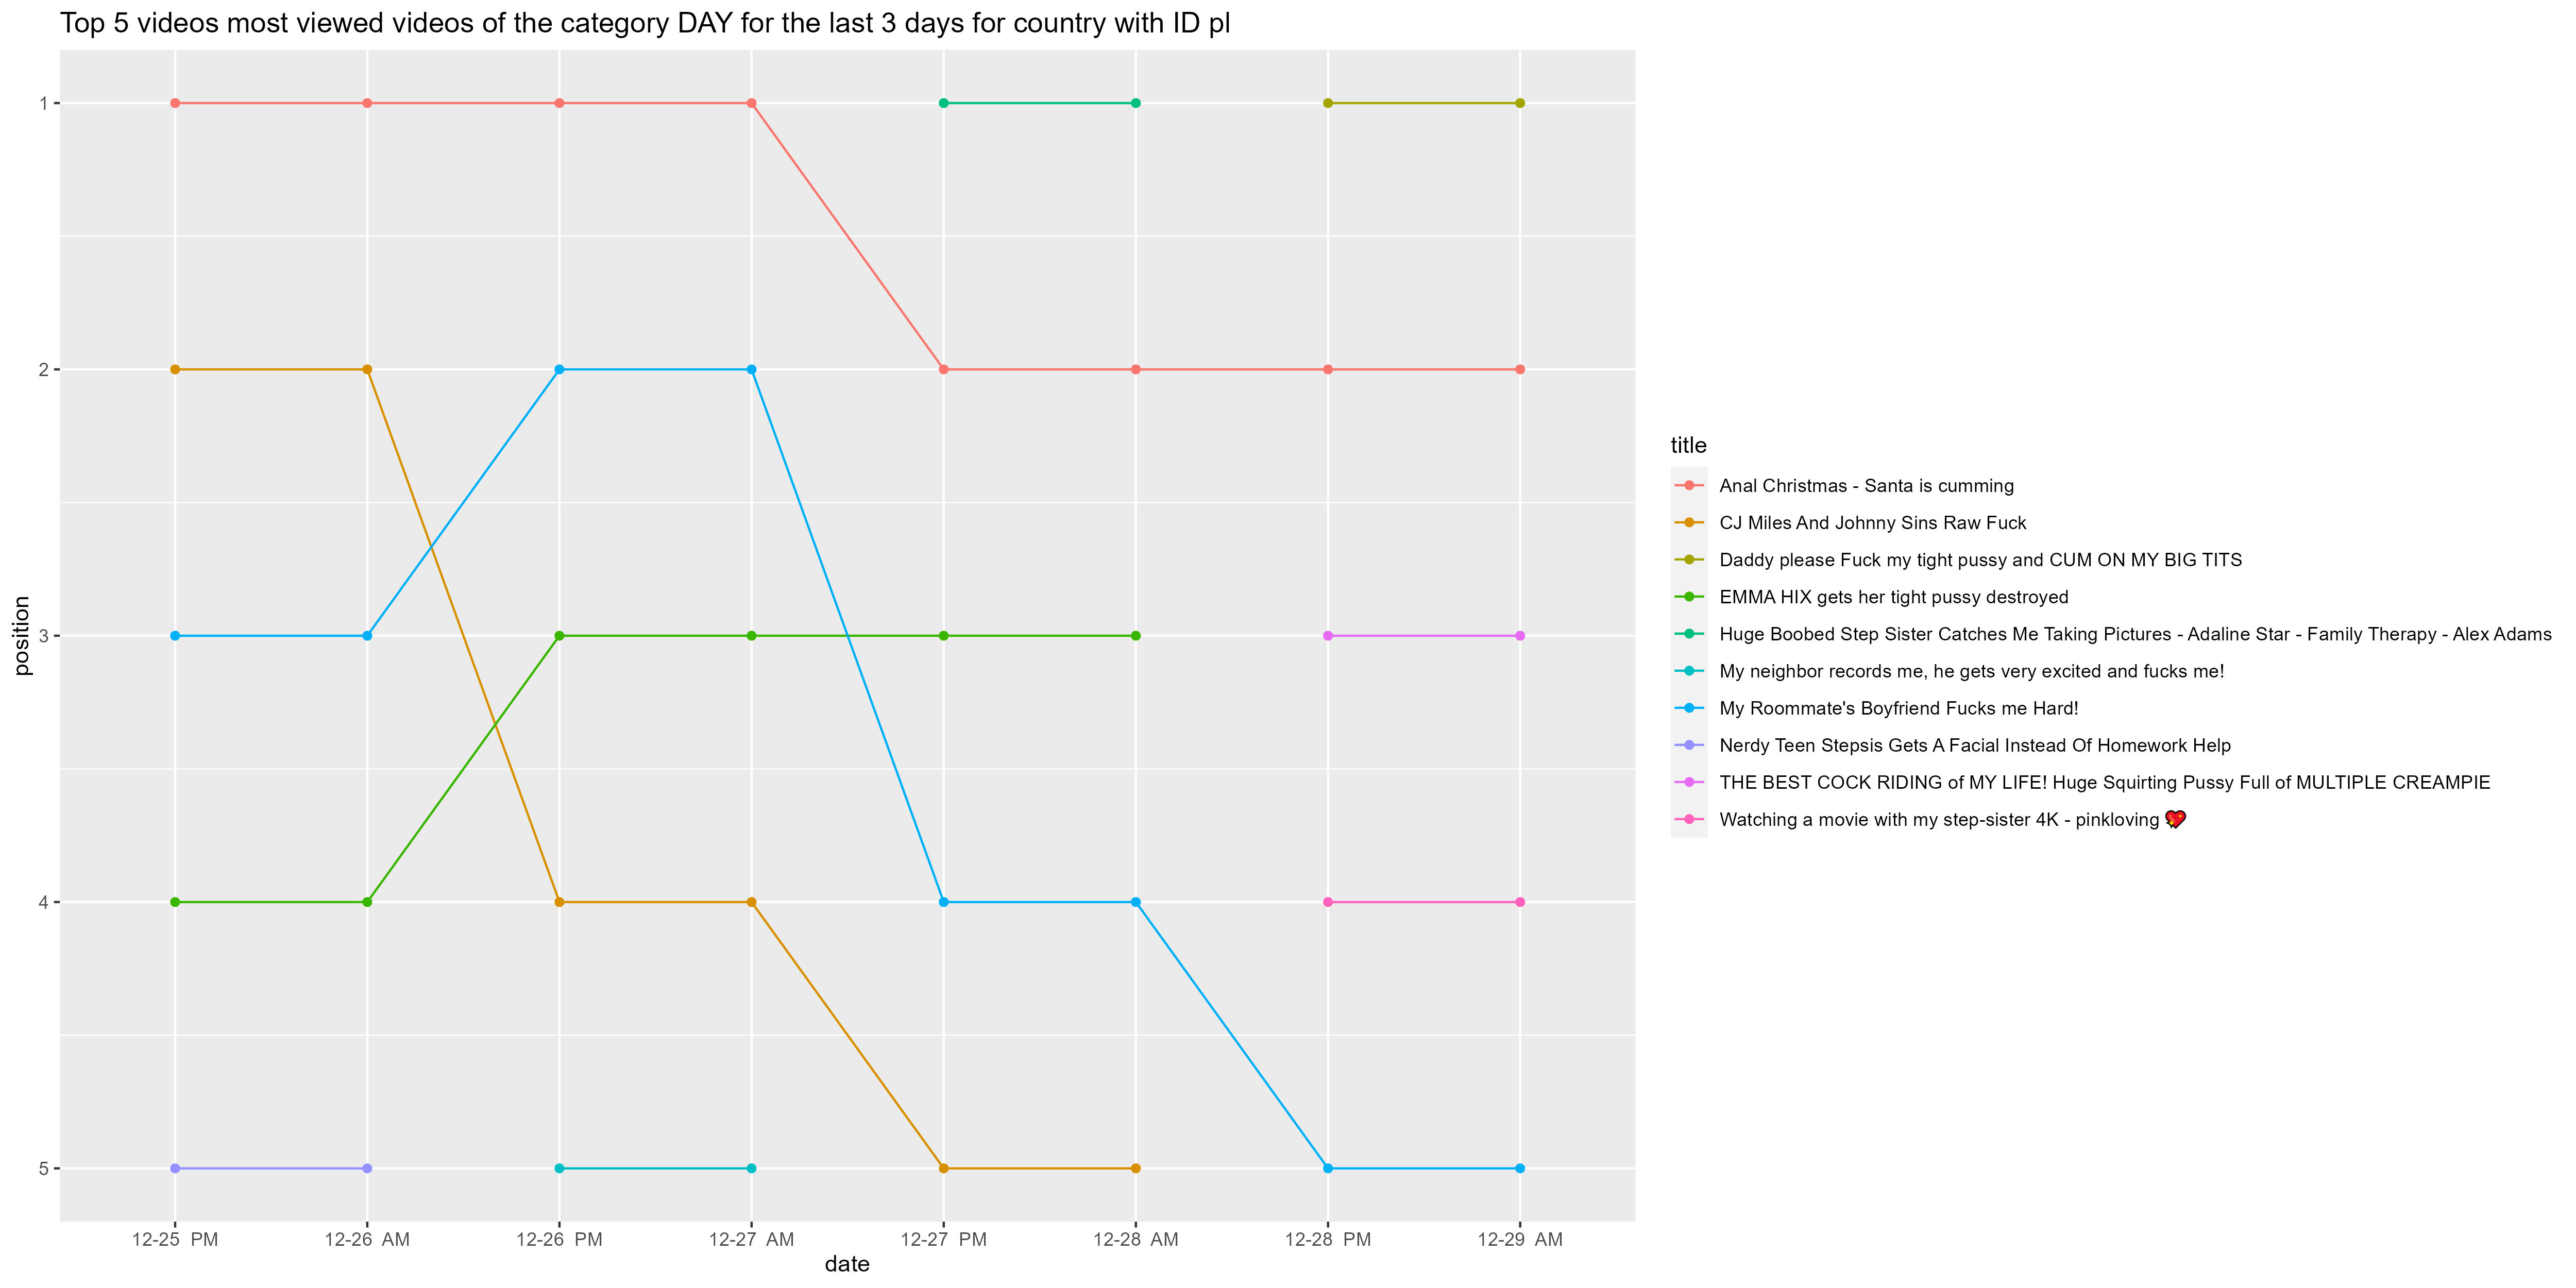 Top 5 videos most viewed videos of the category DAY for the last 3 days for country with ID pl
position
1
2
3
4
5
12-25 PM
12-26 AM
12-26 PM
12-27 AM
12-27 PM
12-28 AM
12-28 PM
12-29 AM
date
title
Anal Christmas - Santa is cumming
CJ Miles And Johnny Sins Raw Fuck
Daddy please Fuck my tight pussy and CUM ON MY BIG TITS
EMMA HIX gets her tight pussy destroyed
Huge Boobed Step Sister Catches Me Taking Pictures - Adaline Star - Family Therapy - Alex Adams
My neighbor records me, he gets very excited and fucks me!
My Roommate's Boyfriend Fucks me Hard!
Nerdy Teen Stepsis Gets A Facial Instead Of Homework Help
THE BEST COCK RIDING of MY LIFE! Huge Squirting Pussy Full of MULTIPLE CREAMPIE
Watching a movie with my step-sister 4K - pinkloving 💖